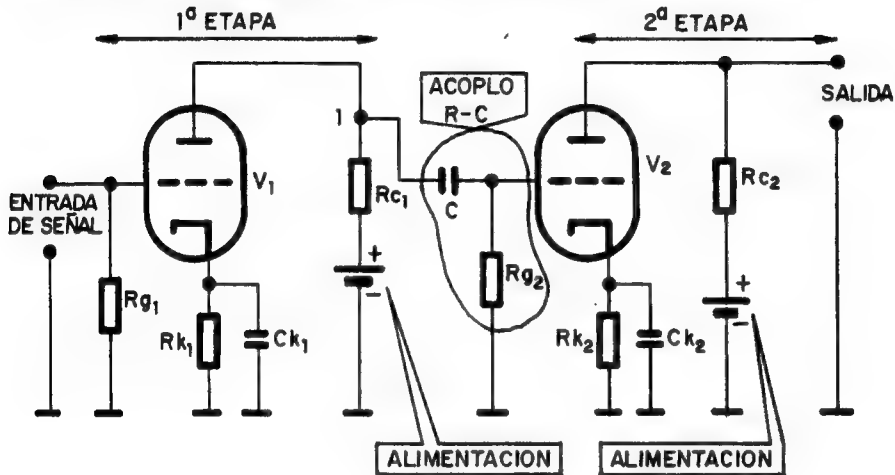 1ª ETAPA
2ª ETAPA
ACOPLO
R-C
SALIDA
1
V1
V2
Rc1
Rc2
C
ENTRADA
DE SEÑAL
Rg1
Rg2
+
-
+
-
Rk1
Ck1
Rk2
Ck2
ALIMENTACION
ALIMENTACION